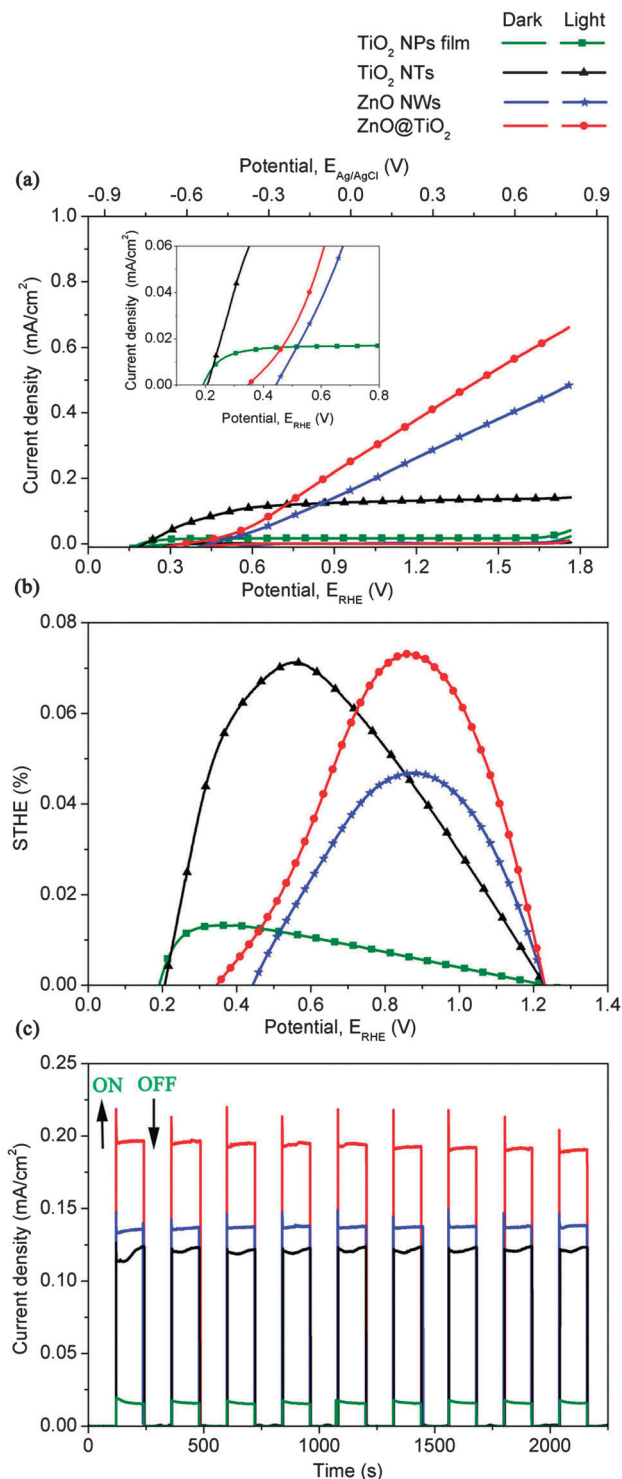 Dark Light
TiO2 NPs film
TiO2 NTs
ZnO NWs
ZnO@TiO2
Potential, EAg/AgCl (V)
(a)
-0.9 -0.6 -0.3 0.0 0.3 0.6 0.9
1.0
0.8
0.6
0.4
0.2
0.0
Current density (mA/cm2)
0.06
0.04
0.02
0.00
Current density (mA/cm2)
0.1 0.2 0.4 0.6 0.8
Potential, ERHE (V)
0.0 0.3 0.6 0.9 1.2 1.5 1.8
Potential, ERHE (V)
(b)
0.08
0.06
0.04
0.02
0.00
STHE (%)
0.0 0.2 0.4 0.6 0.8 1.0 1.2 1.4
Potential, ERHE (V)
(c)
0.25
0.20
0.15
0.10
0.05
0.00
Current density (mA/cm2)
ON OFF
0 500 1000 1500 2000
Time (s)